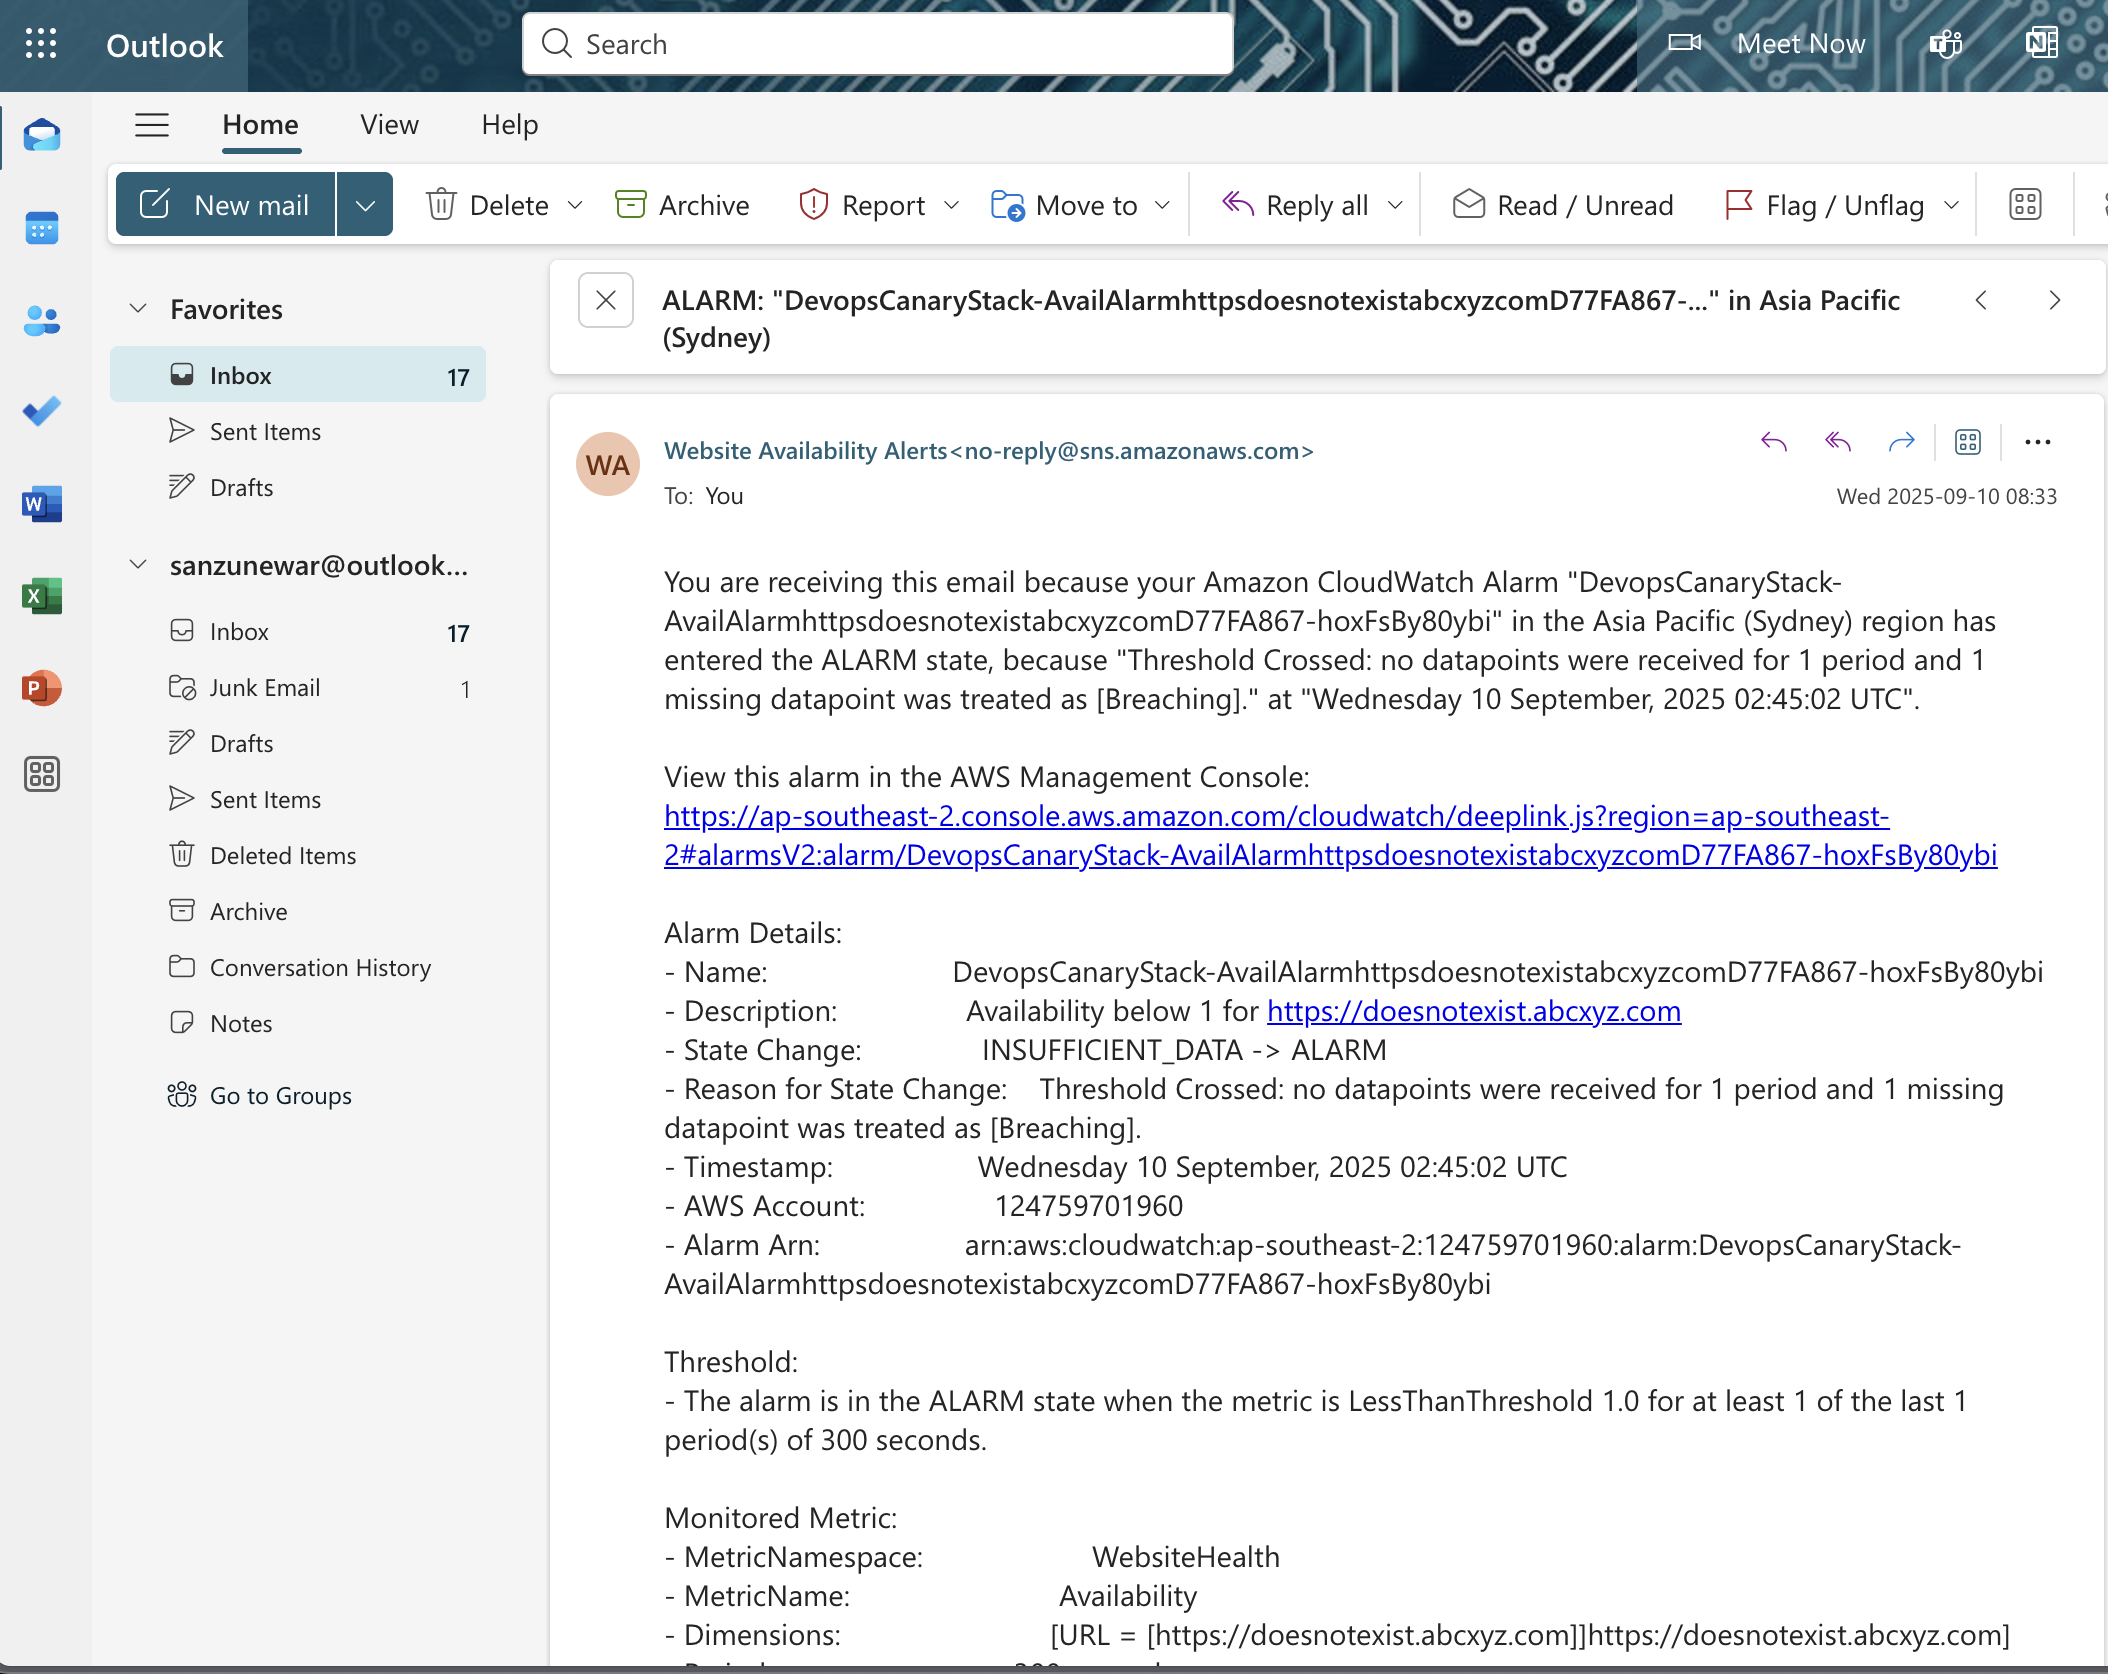 Outlook
Search
Meet Now
Home View Help
New mail Delete Archive Report Move to Reply all Read / Unread Flag / Unflag
Favorites
Inbox 17
Sent Items
Drafts
sanzunewar@outlook...
Inbox 17
Junk Email 1
Drafts
Sent Items
Deleted Items
Archive
Conversation History
Notes
Go to Groups
ALARM: "DevopsCanaryStack-AvailAlarmhttpsdoesnotexistabcxyzcomD77FA867-..." in Asia Pacific
(Sydney)
WA
Website Availability Alerts<no-reply@sns.amazonaws.com>
To: You
Wed 2025-09-10 08:33
You are receiving this email because your Amazon CloudWatch Alarm "DevopsCanaryStack-
AvailAlarmhttpsdoesnotexistabcxyzcomD77FA867-hoxFsBy80ybi" in the Asia Pacific (Sydney) region has
entered the ALARM state, because "Threshold Crossed: no datapoints were received for 1 period and 1
missing datapoint was treated as [Breaching]." at "Wednesday 10 September, 2025 02:45:02 UTC".
View this alarm in the AWS Management Console:
https://ap-southeast-2.console.aws.amazon.com/cloudwatch/deeplink.js?region=ap-southeast-
2#alarmsV2:alarm/DevopsCanaryStack-AvailAlarmhttpsdoesnotexistabcxyzcomD77FA867-hoxFsBy80ybi
Alarm Details:
- Name: DevopsCanaryStack-AvailAlarmhttpsdoesnotexistabcxyzcomD77FA867-hoxFsBy80ybi
- Description: Availability below 1 for https://doesnotexist.abcxyz.com
- State Change: INSUFFICIENT_DATA -> ALARM
- Reason for State Change: Threshold Crossed: no datapoints were received for 1 period and 1 missing
datapoint was treated as [Breaching].
- Timestamp: Wednesday 10 September, 2025 02:45:02 UTC
- AWS Account: 124759701960
- Alarm Arn: arn:aws:cloudwatch:ap-southeast-2:124759701960:alarm:DevopsCanaryStack-
AvailAlarmhttpsdoesnotexistabcxyzcomD77FA867-hoxFsBy80ybi
Threshold:
- The alarm is in the ALARM state when the metric is LessThanThreshold 1.0 for at least 1 of the last 1
period(s) of 300 seconds.
Monitored Metric:
- MetricNamespace: WebsiteHealth
- MetricName: Availability
- Dimensions: [URL = [https://doesnotexist.abcxyz.com]]https://doesnotexist.abcxyz.com]